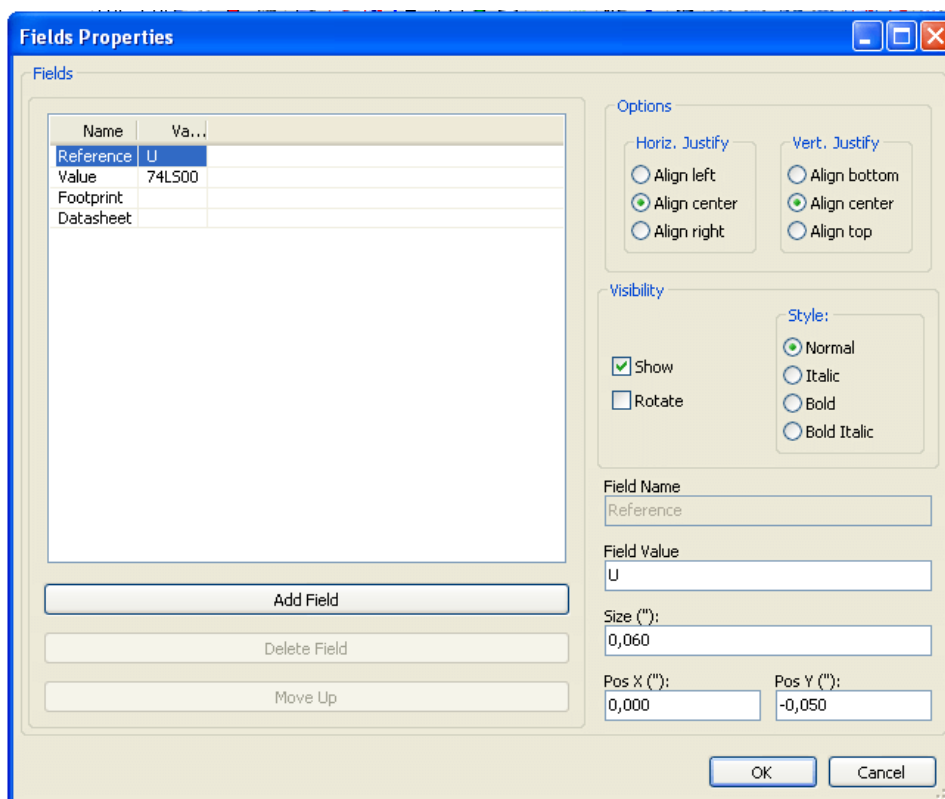 Fields Properties
Fields
Name Va...
Reference U
Value 74LS00
Footprint
Datasheet
Add Field
Delete Field
Move Up
Options
Horiz. Justify
Align left
Align center
Align right
Vert. Justify
Align bottom
Align center
Align top
Visibility
Show
Rotate
Style:
Normal
Italic
Bold
Bold Italic
Field Name
Reference
Field Value
U
Size ("):
0,060
Pos X ("): Pos Y ("):
0,000 -0,050
OK Cancel